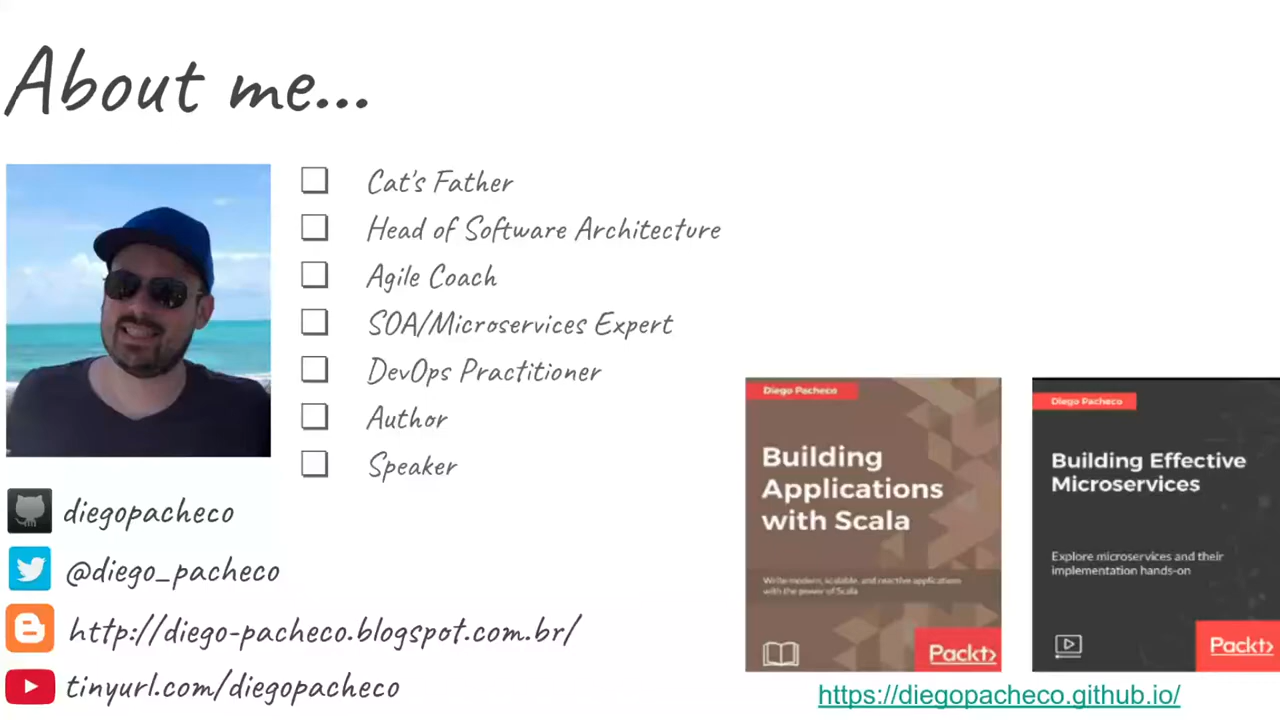 About me...
Cat's Father
Head of Software Architecture
Agile Coach
SOA/Microservices Expert
DevOps Practitioner
Author
Speaker
diegopacheco
@diego_pacheco
http://diego-pacheco.blogspot.com.br/
tinyurl.com/diegopacheco
Diego Pacheco
Building
Applications
with Scala
Write modern, scalable, and reactive applications
with the power of Scala
Packt>
Diego Pacheco
Building Effective
Microservices
Explore microservices and their
implementation hands-on
Packt>
https://diegopacheco.github.io/